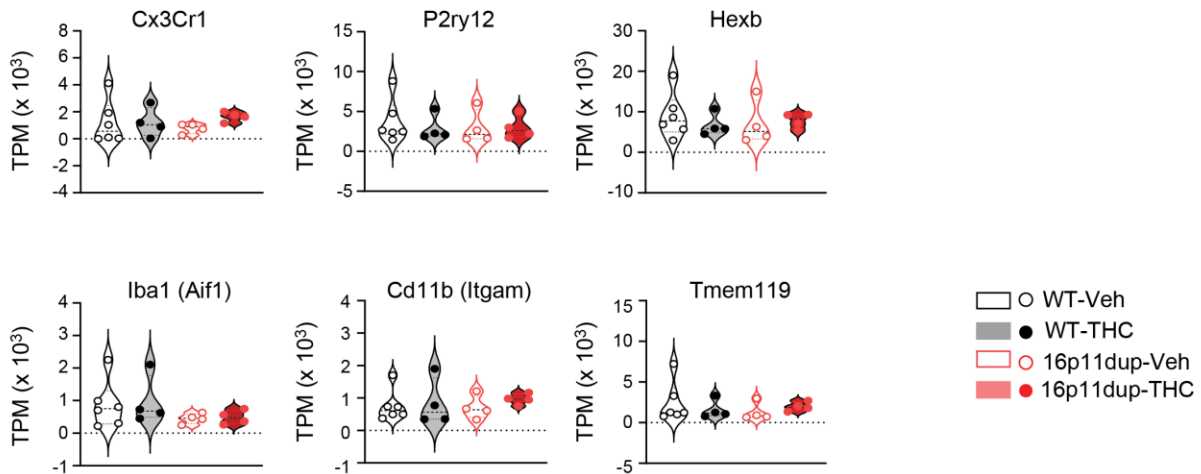 Cx3Cr1
TPM (x 10³)
8
6
4
2
0
-2
-4
P2ry12
TPM (x 10³)
15
10
5
0
-5
Hexb
TPM (x 10³)
30
20
10
0
-10
Iba1 (Aif1)
TPM (x 10³)
4
3
2
1
0
-1
Cd11b (Itgam)
TPM (x 10³)
4
3
2
1
0
-1
Tmem119
TPM (x 10³)
15
10
5
0
-5
WT-Veh
WT-THC
16p11dup-Veh
16p11dup-THC